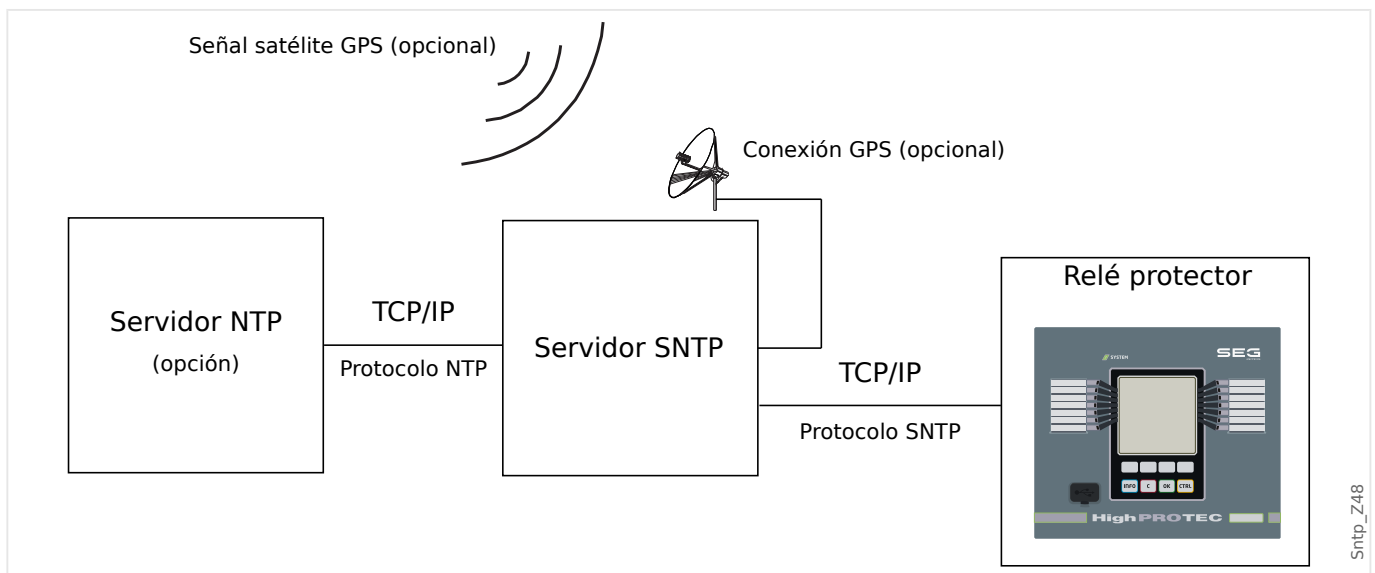 Señal satélite GPS (opcional)
Conexión GPS (opcional)
Servidor NTP
(opción)
TCP/IP
Protocolo NTP
Servidor SNTP
TCP/IP
Protocolo SNTP
Relé protector
SYSTEM
SEG
INFO
C
OK
CTRL
HighPROTEC
Sntp_Z48